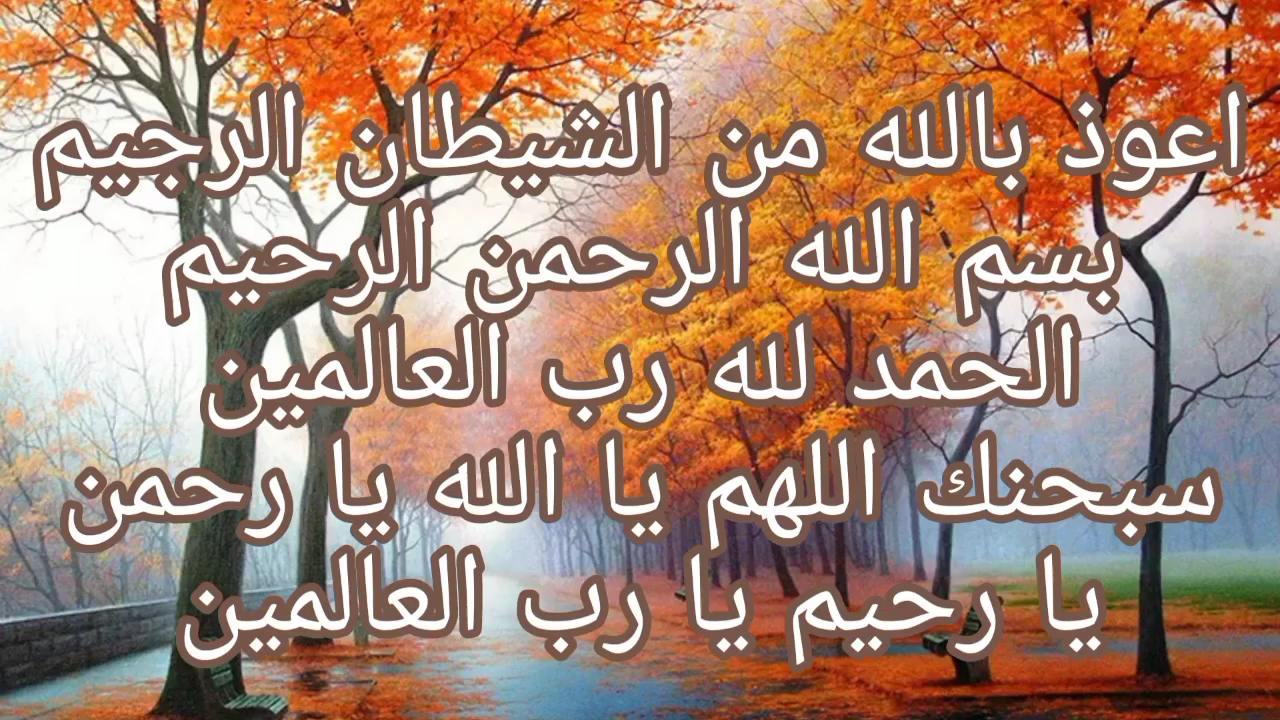 اعوذ بالله من الشيطان الرجيم
بسم الله الرحمن الرحيم
الحمد لله رب العالمين
سبحنك اللهم يا الله يا رحمن
يا رحيم يا رب العالمين